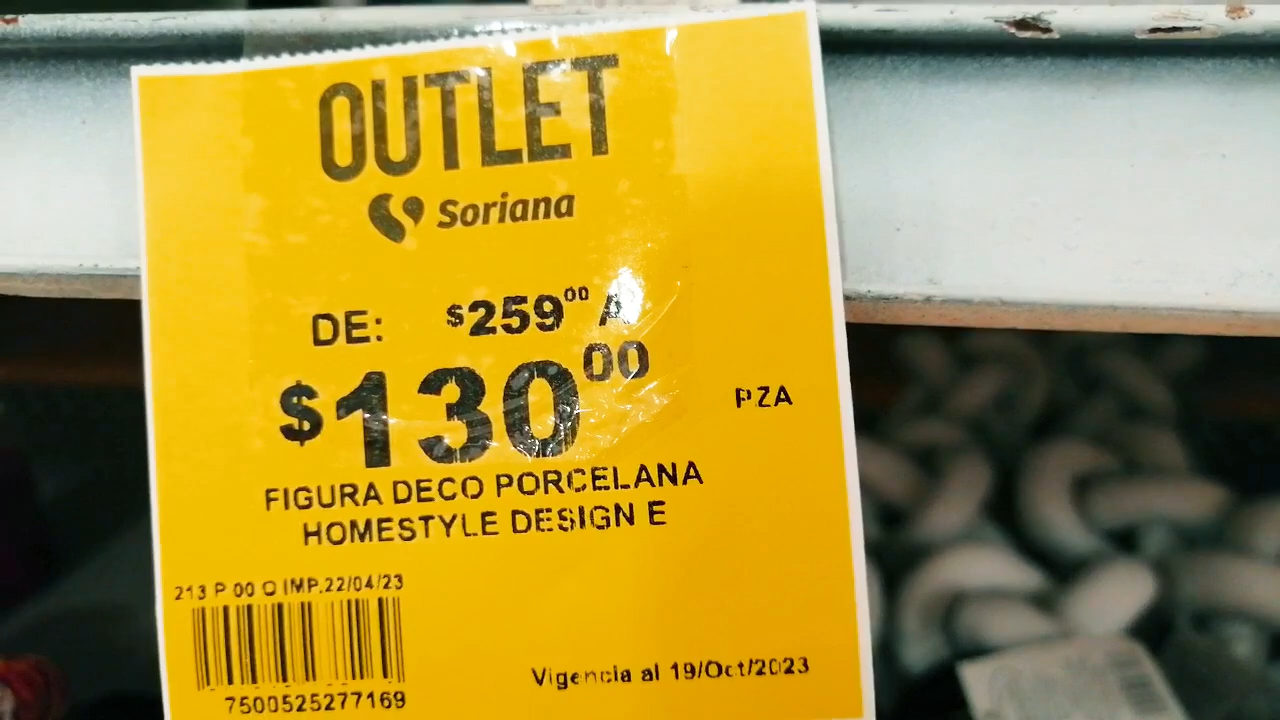 OUTLET
Soriana
DE: $259.00 A
$130.00
PZA
FIGURA DECO PORCELANA
HOMESTYLE DESIGN E
213 P 00 O IMP.22/04/23
7500525277169
Vigencia al 19/Oct/2023